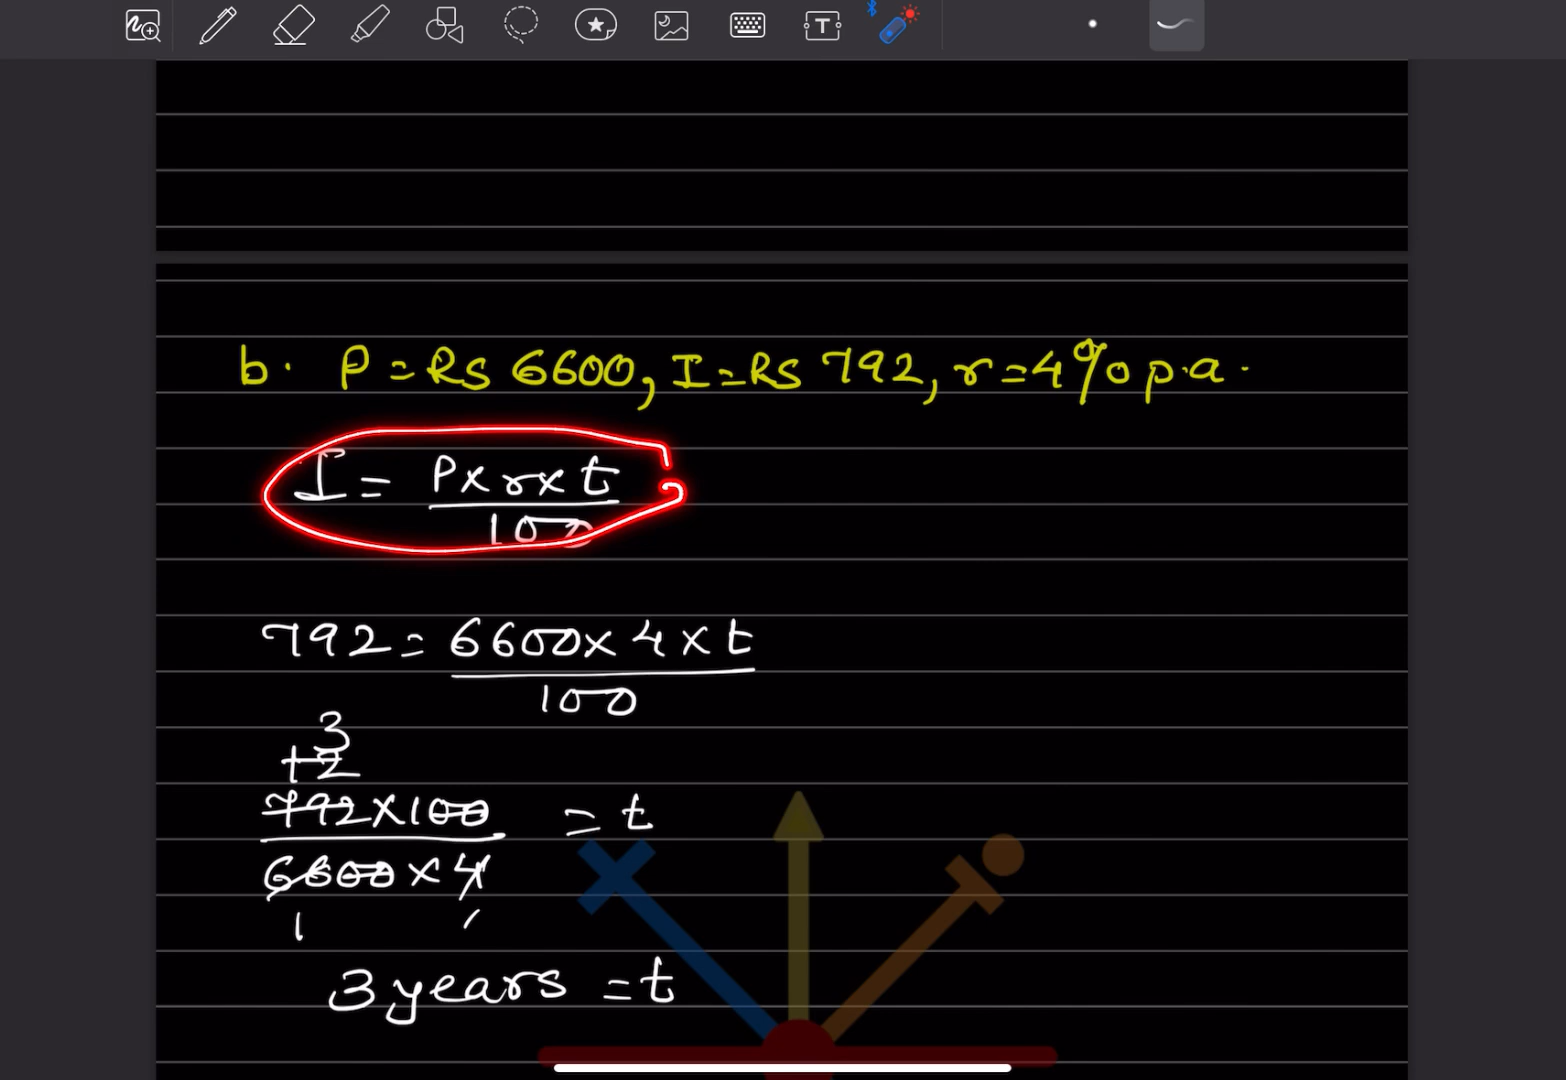 b. P = Rs 6600, I = Rs 792, r = 4% p.a.
I = P x r x t
100
792 = 6600 x 4 x t
100
3
12
792 x 100 = t
6600 x 4
1 1
3 years = t